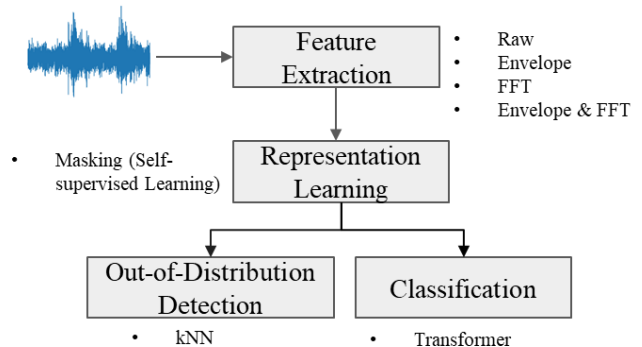 Feature
Extraction
• Raw
• Envelope
• FFT
• Envelope & FFT
• Masking (Self-
supervised Learning)
Representation
Learning
Out-of-Distribution
Detection
Classification
• kNN
• Transformer